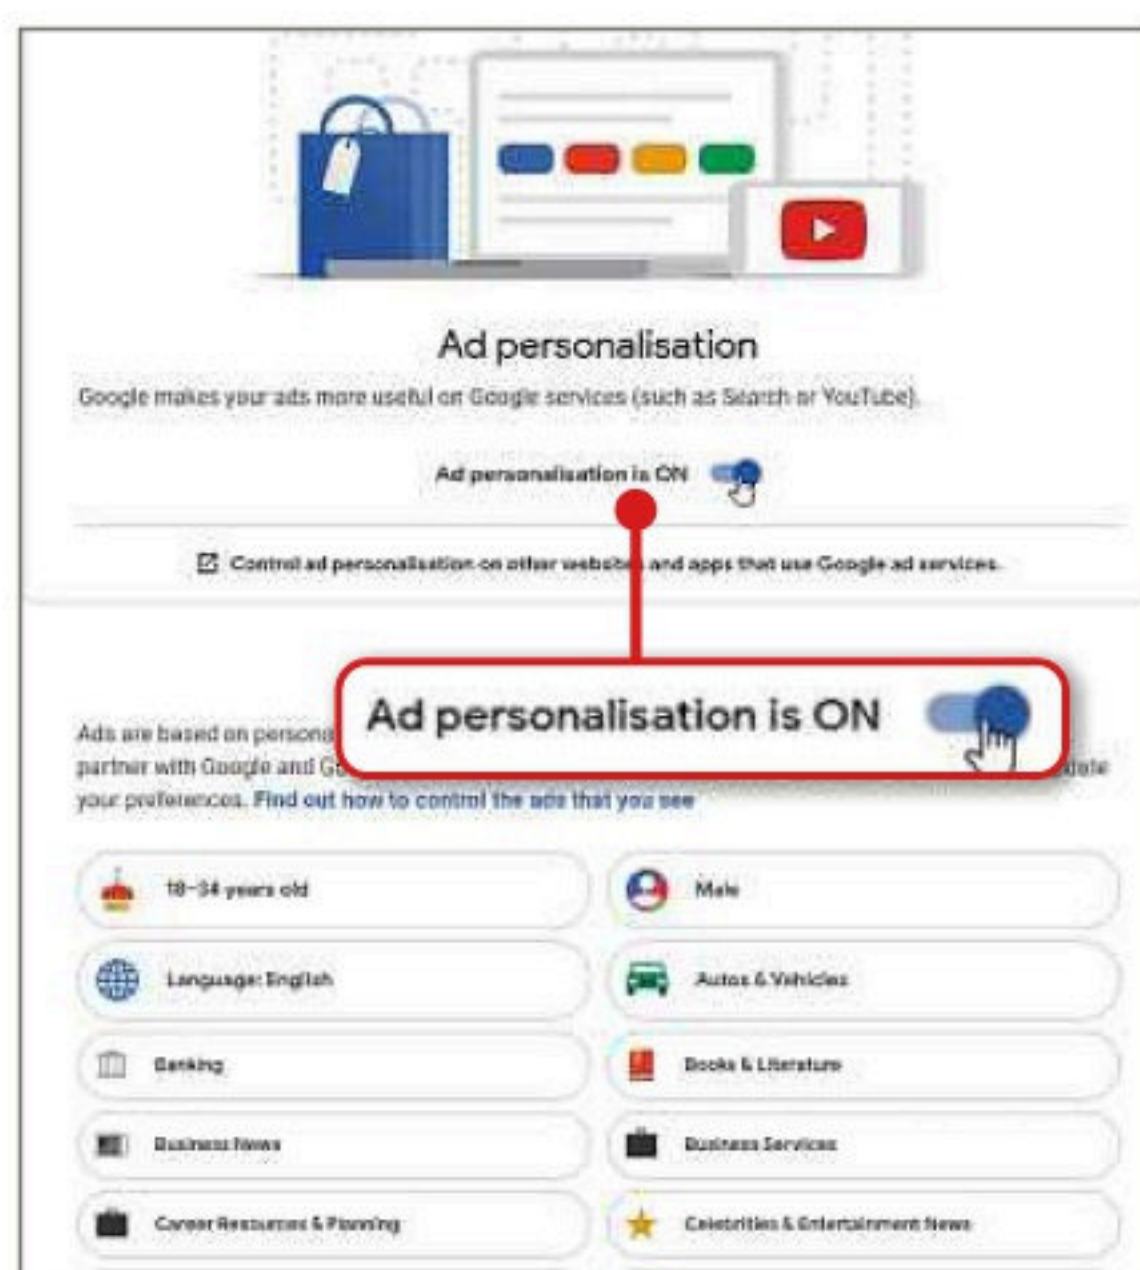 Ad personalisation
Google makes your ads more useful on Google services (such as Search or YouTube).
Ad personalisation is ON
Control ad personalisation on other websites and apps that use Google ad services.
Ad personalisation is ON
Ads are based on
partner with Google and
your preferences. Find out how to control the ads that you see
18-34 years old
Male
Language: English
Autos & Vehicles
Banking
Books & Literature
Business News
Business Services
Career Resources & Planning
Celebrities & Entertainment News